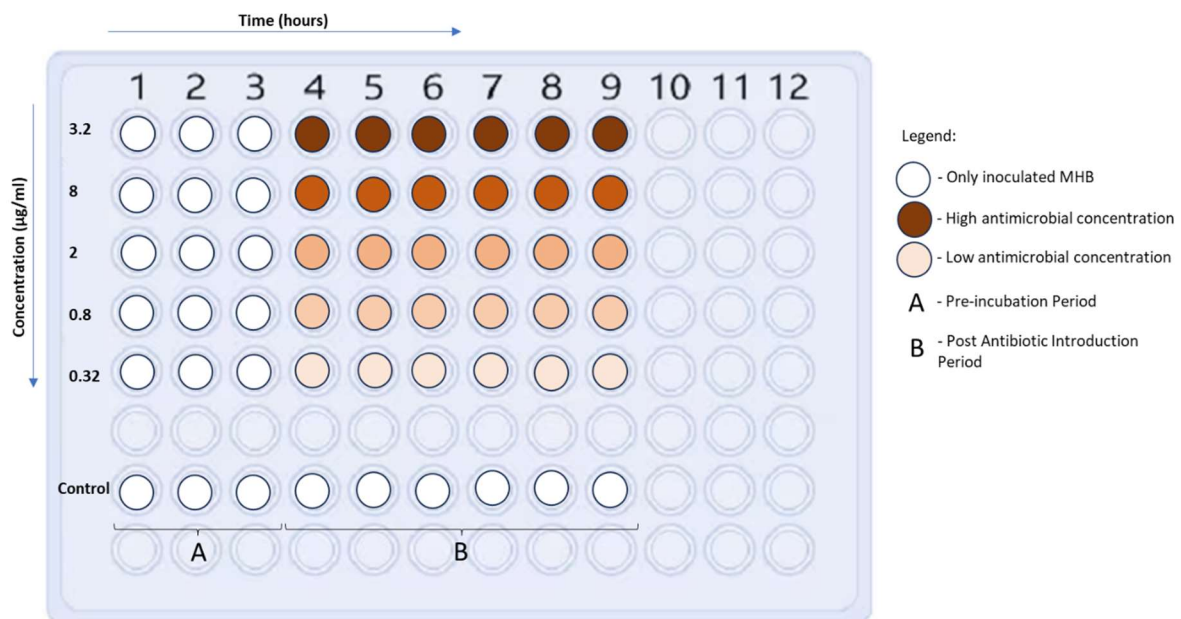 Time (hours)
1 2 3 4 5 6 7 8 9 10 11 12
Concentration (µg/ml)
3.2
8
2
0.8
0.32
Control
A
B
Legend:
- Only inoculated MHB
- High antimicrobial concentration
- Low antimicrobial concentration
A - Pre-incubation Period
B - Post Antibiotic Introduction
Period